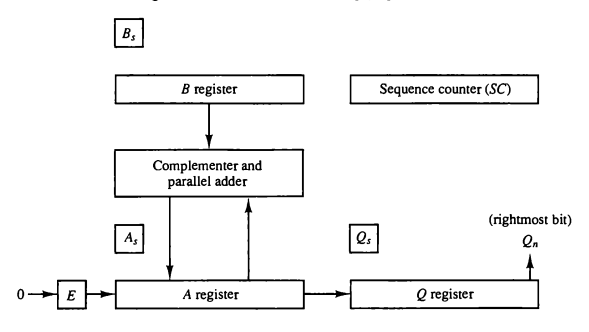 B_s
B register
Sequence counter (SC)
Complementer and
parallel adder
A_s
Q_s
(rightmost bit)
Q_n
0
E
A register
Q register